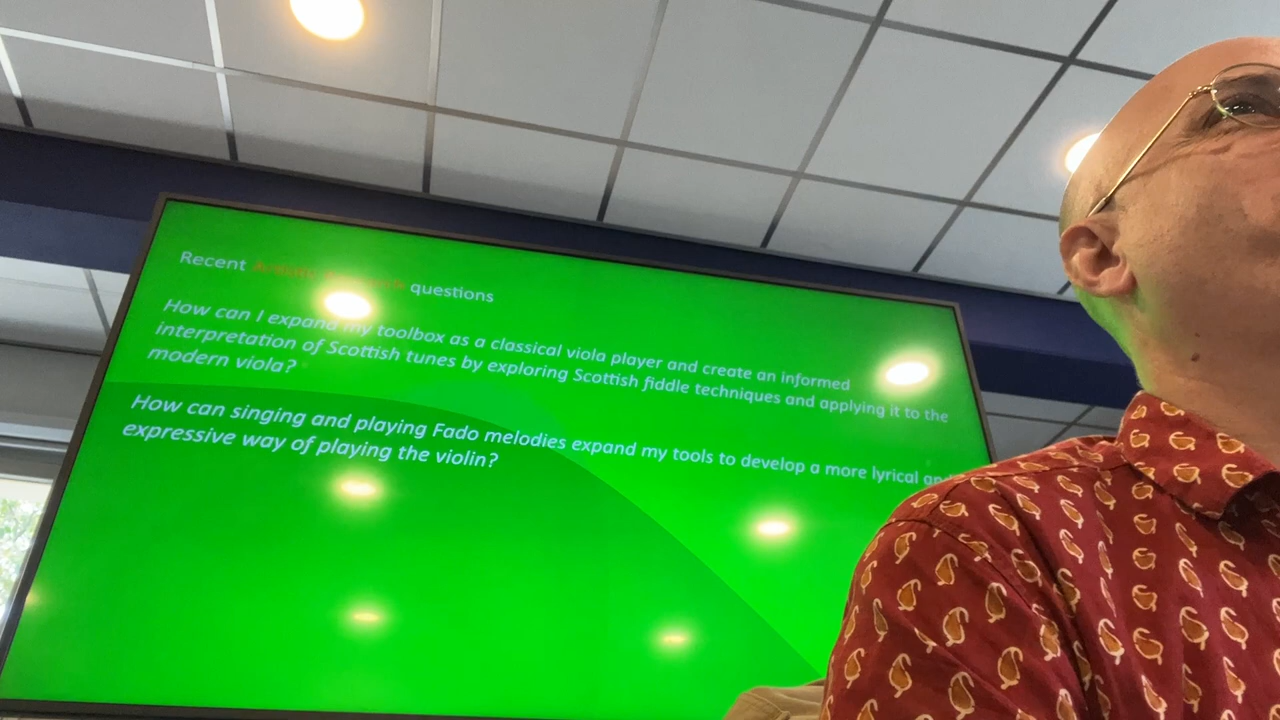 Recent questions
How can I expand my toolbox as a classical viola player and create an informed
interpretation of Scottish tunes by exploring Scottish fiddle techniques and applying it to the
modern viola?
How can singing and playing Fado melodies expand my tools to develop a more lyrical
expressive way of playing the violin?